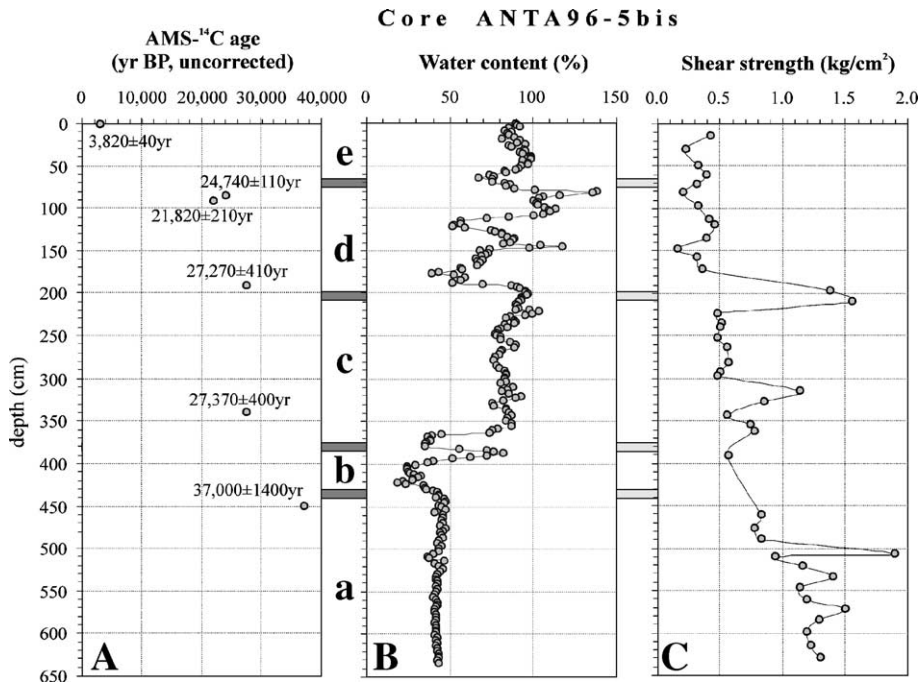 Core ANTA96-5bis
AMS-¹⁴C age
(yr BP, uncorrected)
Water content (%)
Shear strength (kg/cm²)
0 10,000 20,000 30,000 40,000
0 50 100 150
0.0 0.5 1.0 1.5 2.0
depth (cm)
0
50
100
150
200
250
300
350
400
450
500
550
600
650
3,820±40yr
24,740±110yr
21,820±210yr
27,270±410yr
27,370±400yr
37,000±1400yr
e
d
c
b
a
A
B
C